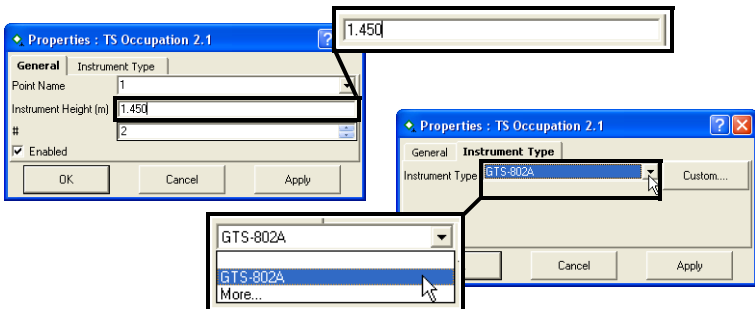 1.450
Properties : TS Occupation 2.1
General Instrument Type
Point Name 1
Instrument Height (m) 1.450
# 2
Enabled
OK Cancel Apply
Properties : TS Occupation 2.1
General Instrument Type
Instrument Type GTS-802A Custom....
Cancel Apply
GTS-802A
GTS-802A
More...